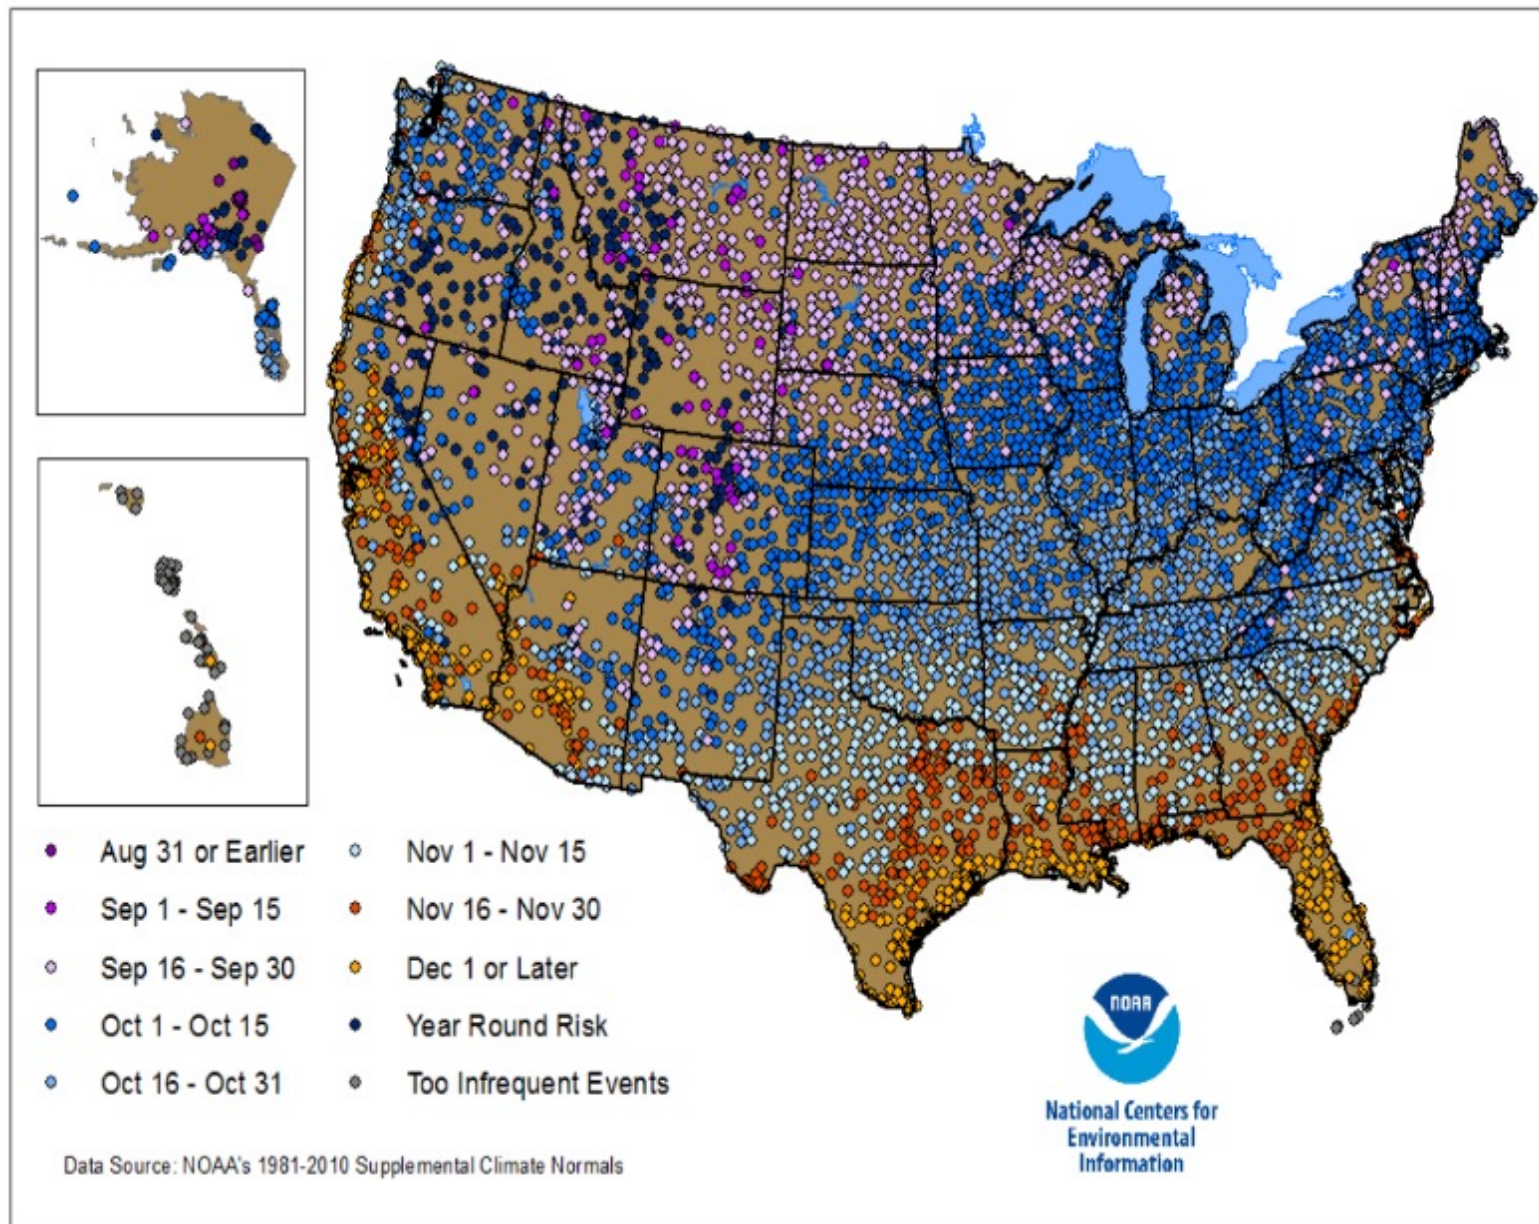 Aug 31 or Earlier
Sep 1 - Sep 15
Sep 16 - Sep 30
Oct 1 - Oct 15
Oct 16 - Oct 31
Nov 1 - Nov 15
Nov 16 - Nov 30
Dec 1 or Later
Year Round Risk
Too Infrequent Events
NOAA
National Centers for
Environmental
Information
Data Source: NOAA's 1981-2010 Supplemental Climate Normals